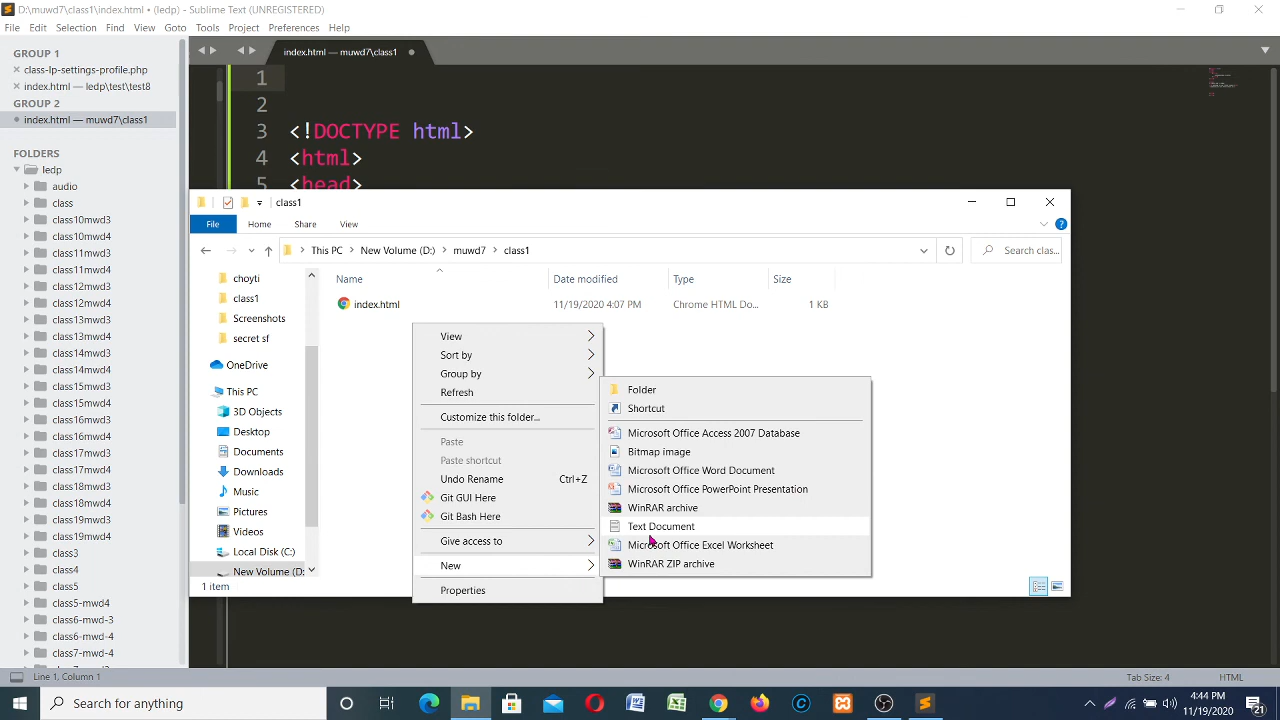 D:\muwd7\class1\index.html • (ledp) - Sublime Text (UNREGISTERED)
File Edit Selection Find View Goto Tools Project Preferences Help
GROUP 1
class-lp-settings-profile.php
index.html — ledp\test\test8
GROUP 2
index.html — muwd7\class1
FOLDERS
ledp
audio
class
class10mwd3
class10mwd4
class11mwd3
class11mwd4
class12mwd3
class12mwd4
class13mwd3
class13mwd4
class14mwd3
class14mwd4
class15mwd3
class15mwd4
class16mwd3
class16mwd4
class17mwd3
class17mwd4
class18mwd3
class18mwd4
class19mwd3
class19mwd4
class3
class4
class5
class5-mwd4
class6-mwd-3
class6-mwd-4
class7-mwd-4
index.html — muwd7\class1
1
2
3 <!DOCTYPE html>
4 <html>
5 <head>
class1
File Home Share View
This PC New Volume (D:) muwd7 class1
Search clas...
choyti
class1
Screenshots
secret sf
OneDrive
This PC
3D Objects
Desktop
Documents
Downloads
Music
Pictures
Videos
Local Disk (C:)
New Volume (D:
Name Date modified Type Size
index.html 11/19/2020 4:07 PM Chrome HTML Do... 1 KB
View
Sort by
Group by
Refresh
Customize this folder...
Paste
Paste shortcut
Undo Rename Ctrl+Z
Git GUI Here
Git Bash Here
Give access to
New
Properties
Folder
Shortcut
Microsoft Office Access 2007 Database
Bitmap image
Microsoft Office Word Document
Microsoft Office PowerPoint Presentation
WinRAR archive
Text Document
Microsoft Office Excel Worksheet
WinRAR ZIP archive
1 item
Line 1, Column 1
Tab Size: 4
HTML
Search for anything
4:44 PM
11/19/2020
21